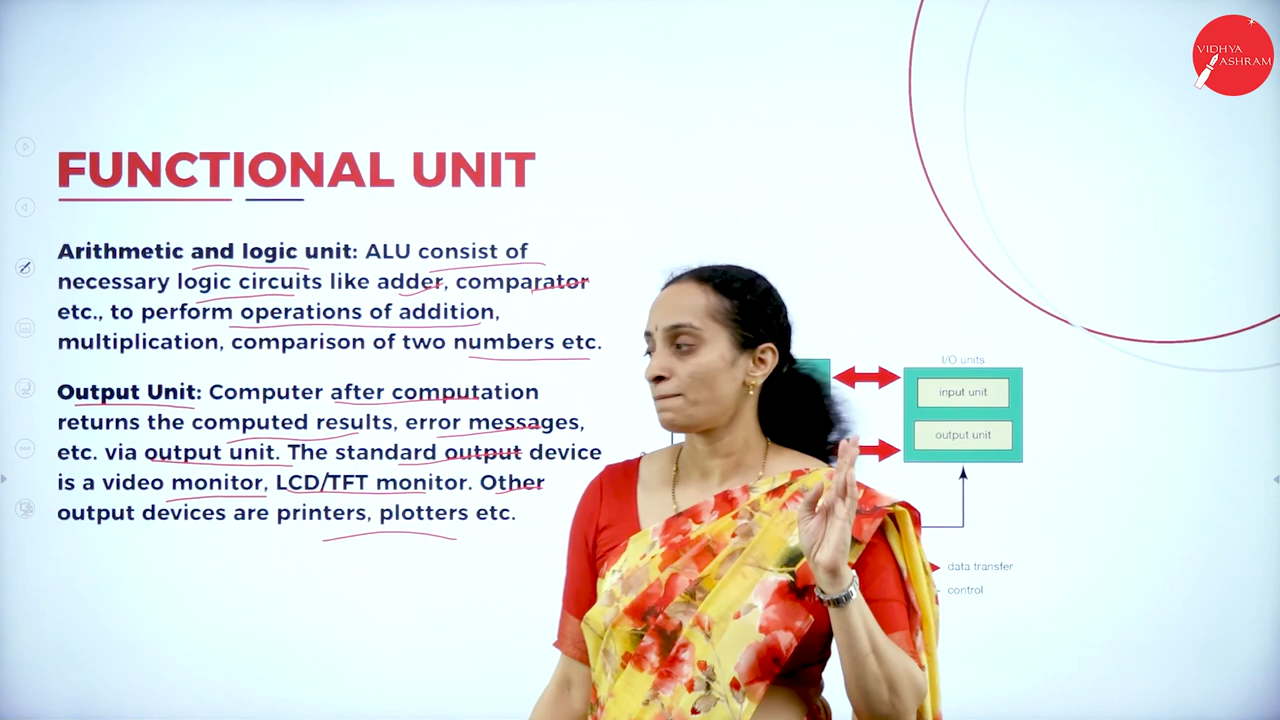 VIDHYA
ASHRAM
FUNCTIONAL UNIT
Arithmetic and logic unit: ALU consist of
necessary logic circuits like adder, comparator
etc., to perform operations of addition,
multiplication, comparison of two numbers etc.
Output Unit: Computer after computation
returns the computed results, error messages,
etc. via output unit. The standard output device
is a video monitor, LCD/TFT monitor. Other
output devices are printers, plotters etc.
I/O units
input unit
output unit
data transfer
control